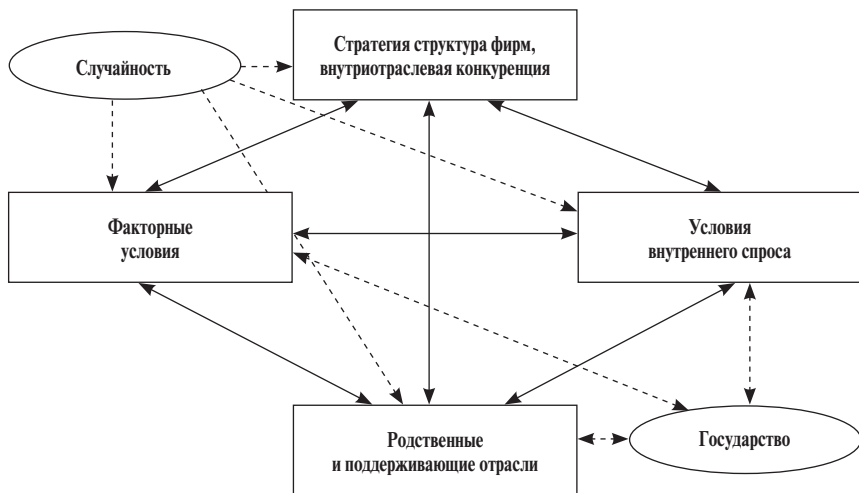 Стратегия структура фирм,
внутриотраслевая конкуренция
Случайность
Факторные
условия
Условия
внутреннего спроса
Родственные
и поддерживающие отрасли
Государство